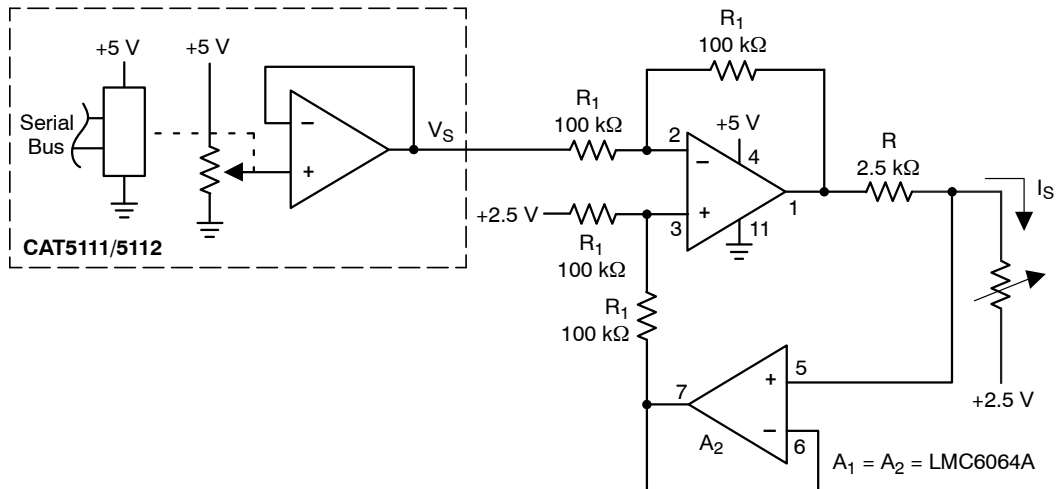 +5 V
+5 V
Serial
Bus
–
+
V_S
CAT5111/5112
R₁
100 kΩ
R₁
100 kΩ
+5 V
2
–
4
+2.5 V
+
3
11
1
R₁
100 kΩ
R
2.5 kΩ
I_S
R₁
100 kΩ
+
5
7
–
6
A₂
+2.5 V
A₁ = A₂ = LMC6064A